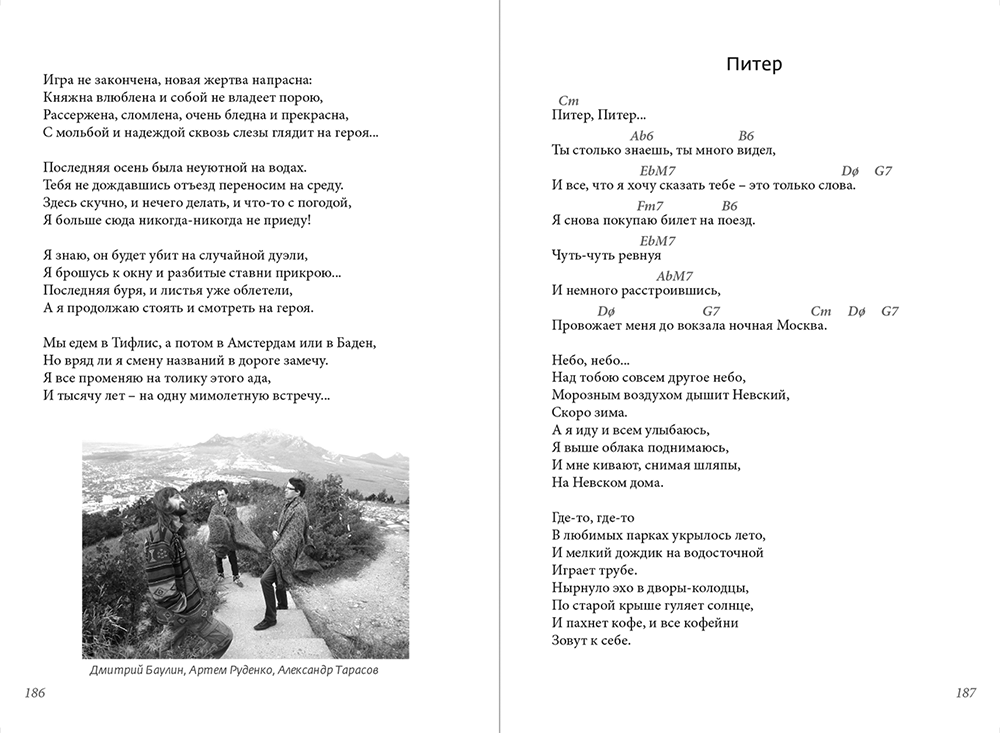 Игра не закончена, новая жертва напрасна:
Княжна влюблена и собой не владеет порою,
Рассержена, сломлена, очень бледна и прекрасна,
С мольбой и надеждой сквозь слезы глядит на героя...
Последняя осень была неуютной на водах.
Тебя не дождавшись отъезд переносим на среду.
Здесь скучно, и нечего делать, и что-то с погодой,
Я больше сюда никогда-никогда не приеду!
Я знаю, он будет убит на случайной дуэли,
Я брошусь к окну и разбитые ставни прикрою...
Последняя буря, и листья уже облетели,
А я продолжаю стоять и смотреть на героя.
Мы едем в Тифлис, а потом в Амстердам или в Баден,
Но вряд ли я смену названий в дороге замечу.
Я все променяю на толику этого ада,
И тысячу лет – на одну мимолетную встречу...
Дмитрий Баулин, Артем Руденко, Александр Тарасов
186
Питер
Cm
Питер, Питер...
Ab6 B6
Ты столько знаешь, ты много видел,
EbM7 Dø G7
И все, что я хочу сказать тебе – это только слова.
Fm7 B6
Я снова покупаю билет на поезд.
EbM7
Чуть-чуть ревнуя
AbM7
И немного расстроившись,
Dø G7 Cm Dø G7
Провожает меня до вокзала ночная Москва.
Небо, небо...
Над тобою совсем другое небо,
Морозным воздухом дышит Невский,
Скоро зима.
А я иду и всем улыбаюсь,
Я выше облака поднимаюсь,
И мне кивают, снимая шляпы,
На Невском дома.
Где-то, где-то
В любимых парках укрылось лето,
И мелкий дождик на водосточной
Играет трубе.
Нырнуло эхо в дворы-колодцы,
По старой крыше гуляет солнце,
И пахнет кофе, и все кофейни
Зовут к себе.
187